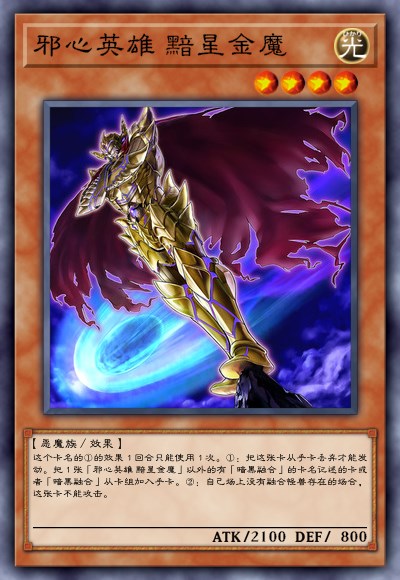 邪心英雄 黯星金魔
ひかり
光
【恶魔族／效果】
这个卡名的①的效果1回合只能使用1次。①：把这张卡从手卡丢弃才能发
动。把1张「邪心英雄 黯星金魔」以外的有「暗黑融合」的卡名记述的卡或
者「暗黑融合」从卡组加入手卡。②：自己场上没有融合怪兽存在的场合，
这张卡不能攻击。
ATK/2100 DEF/ 800